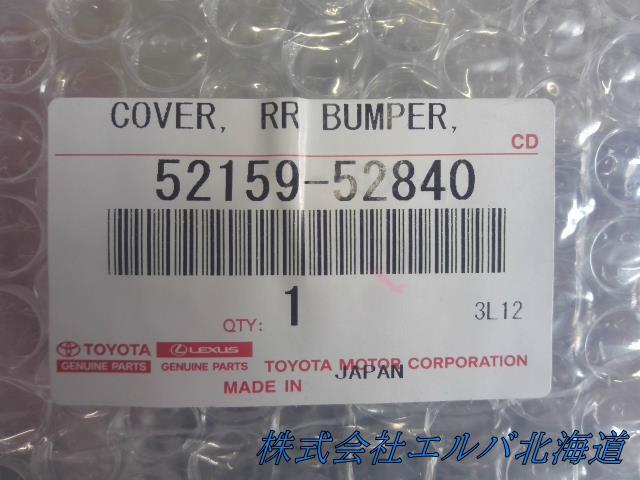 COVER, RR BUMPER,
CD
52159-52840
QTY: 1 3L12
TOYOTA LEXUS
GENUINE PARTS GENUINE PARTS TOYOTA MOTOR CORPORATION
MADE IN JAPAN
株式会社エルバ北海道